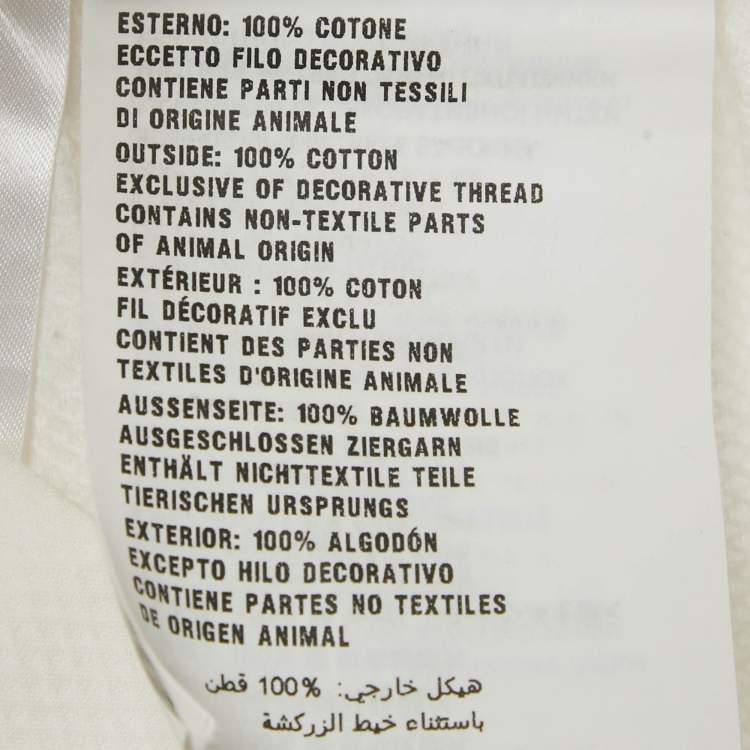 ESTERNO: 100% COTONE
ECCETTO FILO DECORATIVO
CONTIENE PARTI NON TESSILI
DI ORIGINE ANIMALE
OUTSIDE: 100% COTTON
EXCLUSIVE OF DECORATIVE THREAD
CONTAINS NON-TEXTILE PARTS
OF ANIMAL ORIGIN
EXTÉRIEUR : 100% COTON
FIL DÉCORATIF EXCLU
CONTIENT DES PARTIES NON
TEXTILES D'ORIGINE ANIMALE
AUSSENSEITE: 100% BAUMWOLLE
AUSGESCHLOSSEN ZIERGARN
ENTHÄLT NICHTTEXTILE TEILE
TIERISCHEN URSPRUNGS
EXTERIOR: 100% ALGODÓN
EXCEPTO HILO DECORATIVO
CONTIENE PARTES NO TEXTILES
DE ORIGEN ANIMAL
هيكل خارجي: %100 قطن
باستثناء خيط الزركشة